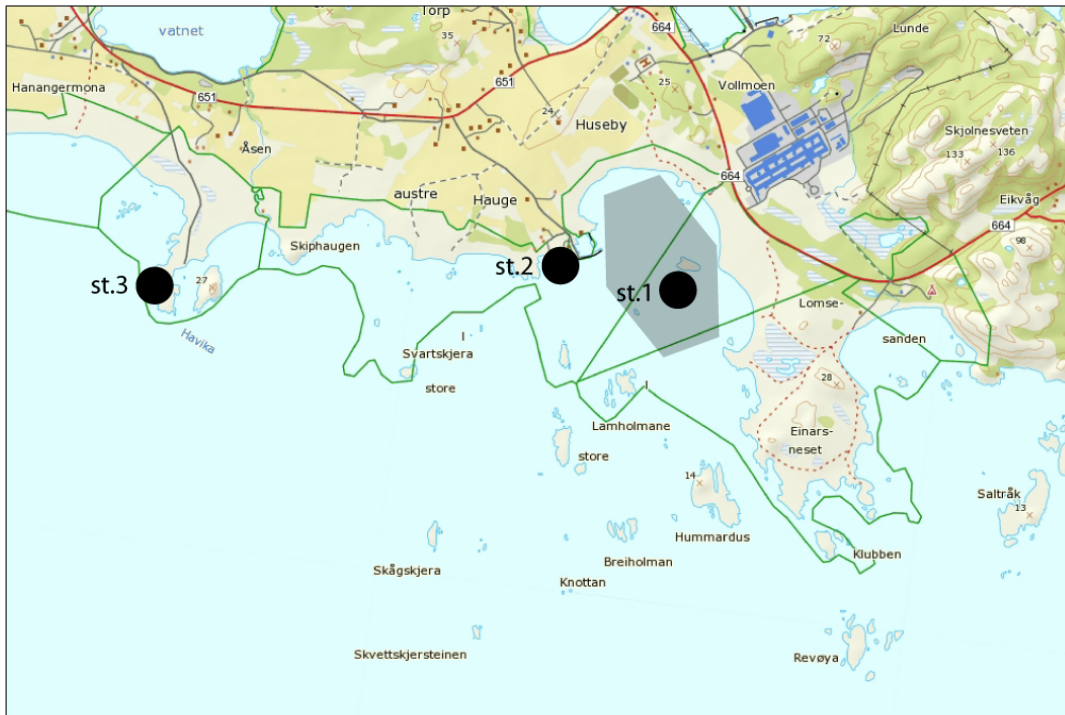 vatnet
Torp
35
664
72
Lunde
Hanangermona
651
651
25
Vollmoen
24
Huseby
Skjolnesveten
133
136
Åsen
austre
Hauge
664
Eikvåg
664
98
Skiphaugen
st.3
27
st.2
st.1
Lomse-
sanden
Havika
Svartskjera
store
28
Lamholmane
store
Einars-
neset
14
Saltråk
13
Hummardus
Klubben
Breiholman
Skågskjera
Knottan
Skvettskjersteinen
Revøya